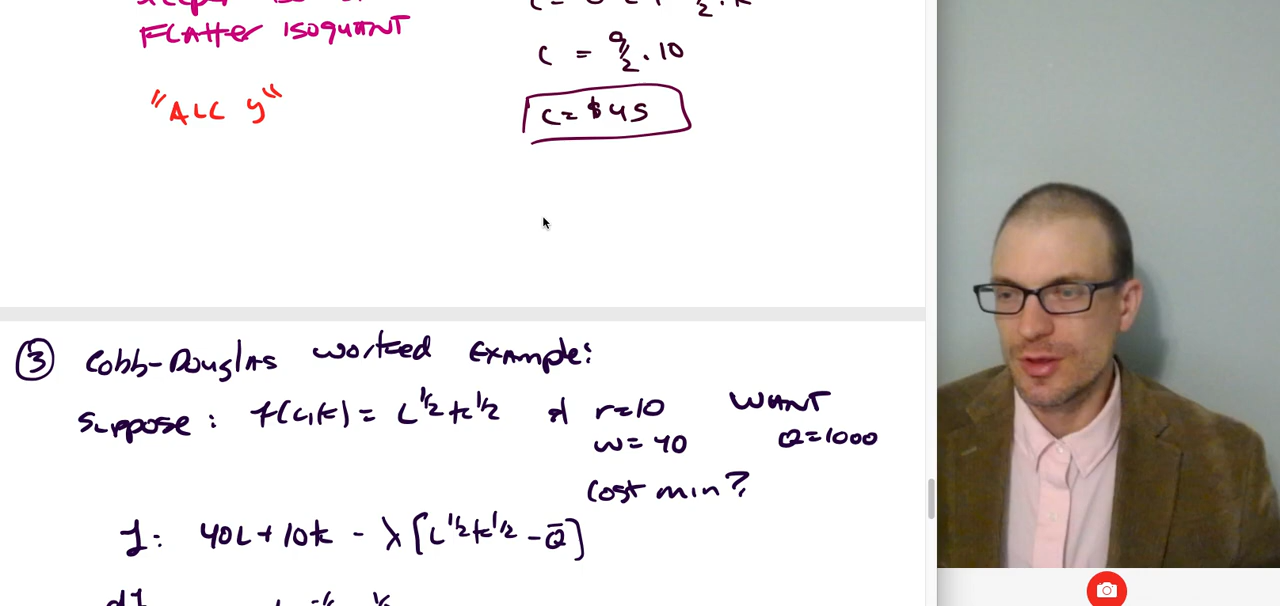 FLATTER ISOQUANT
"ALL y"
C = 9/2 . 10
C = $45
③ Cobb-Douglas worked Example:
Suppose : f(L,K) = L^1/2 K^1/2 & r=10 WANT
w= 40 Q=1000
Cost min?
L: 40L + 10K - λ [L^1/2 K^1/2 - Q̄]